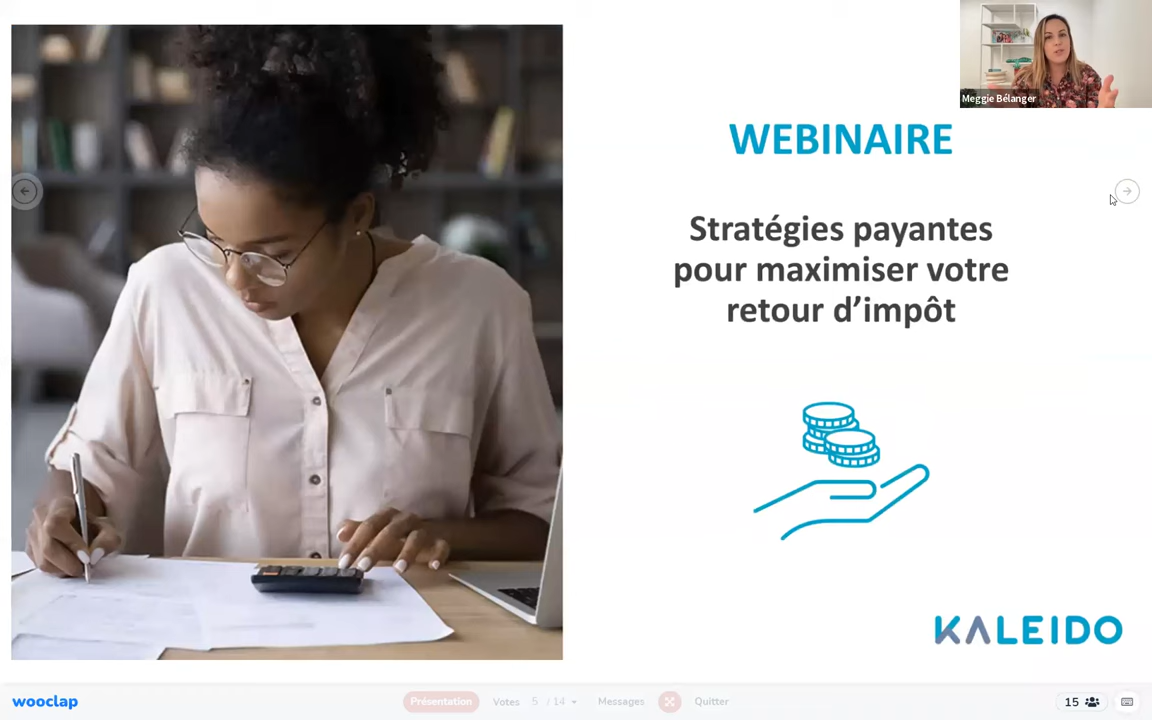 Meggie Bélanger
WEBINAIRE
Stratégies payantes
pour maximiser votre
retour d’impôt
KALEIDO
wooclap
Présentation
Votes
5 / 14
Messages
Quitter
15